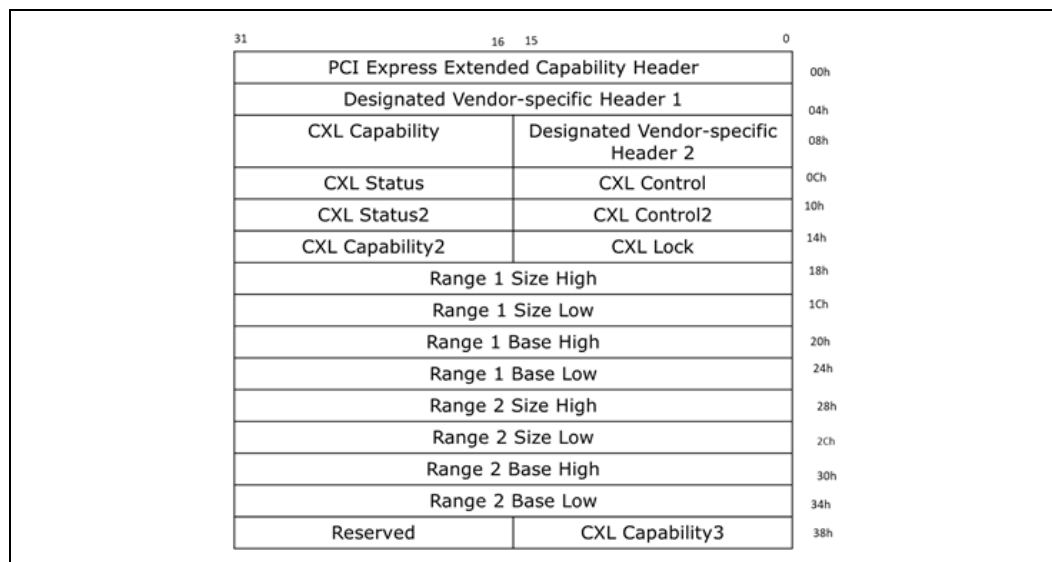 31 16 15 0
PCI Express Extended Capability Header 00h
Designated Vendor-specific Header 1 04h
CXL Capability Designated Vendor-specific 08h
Header 2
CXL Status CXL Control 0Ch
CXL Status2 CXL Control2 10h
CXL Capability2 CXL Lock 14h
Range 1 Size High 18h
Range 1 Size Low 1Ch
Range 1 Base High 20h
Range 1 Base Low 24h
Range 2 Size High 28h
Range 2 Size Low 2Ch
Range 2 Base High 30h
Range 2 Base Low 34h
Reserved CXL Capability3 38h